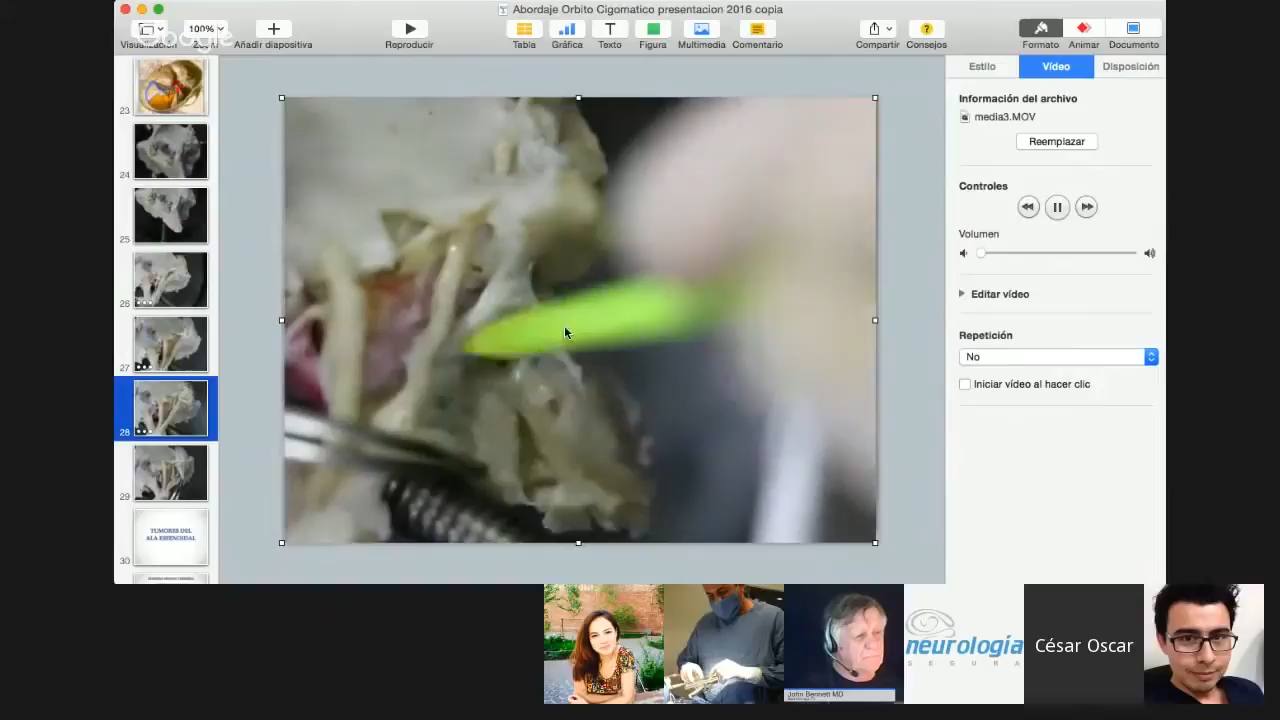 Abordaje Orbito Cigomatico presentacion 2016 copia
100%
Visualización
Zoom
Añadir diapositiva
Reproducir
Tabla
Gráfica
Texto
Figura
Multimedia
Comentario
Compartir
Consejos
Formato
Animar
Documento
Google
23
24
25
26
27
28
29
30
TUMORES DEL
ALA ESFENOIDAL
Estilo
Vídeo
Disposición
Información del archivo
media3.MOV
Reemplazar
Controles
Volumen
Editar vídeo
Repetición
No
Iniciar vídeo al hacer clic
John Bennett MD
neurología
SEGURA
César Oscar